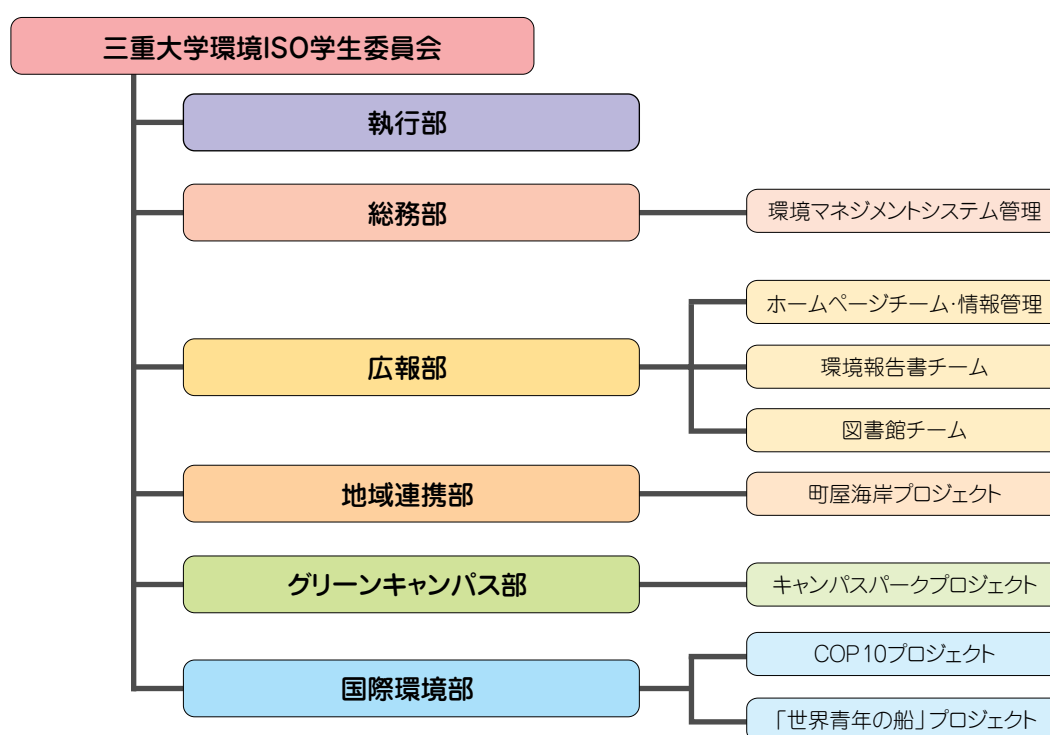 三重大学環境ISO学生委員会
執行部
総務部
環境マネジメントシステム管理
広報部
ホームページチーム・情報管理
環境報告書チーム
図書館チーム
地域連携部
町屋海岸プロジェクト
グリーンキャンパス部
キャンパスパークプロジェクト
国際環境部
COP10プロジェクト
「世界青年の船」プロジェクト